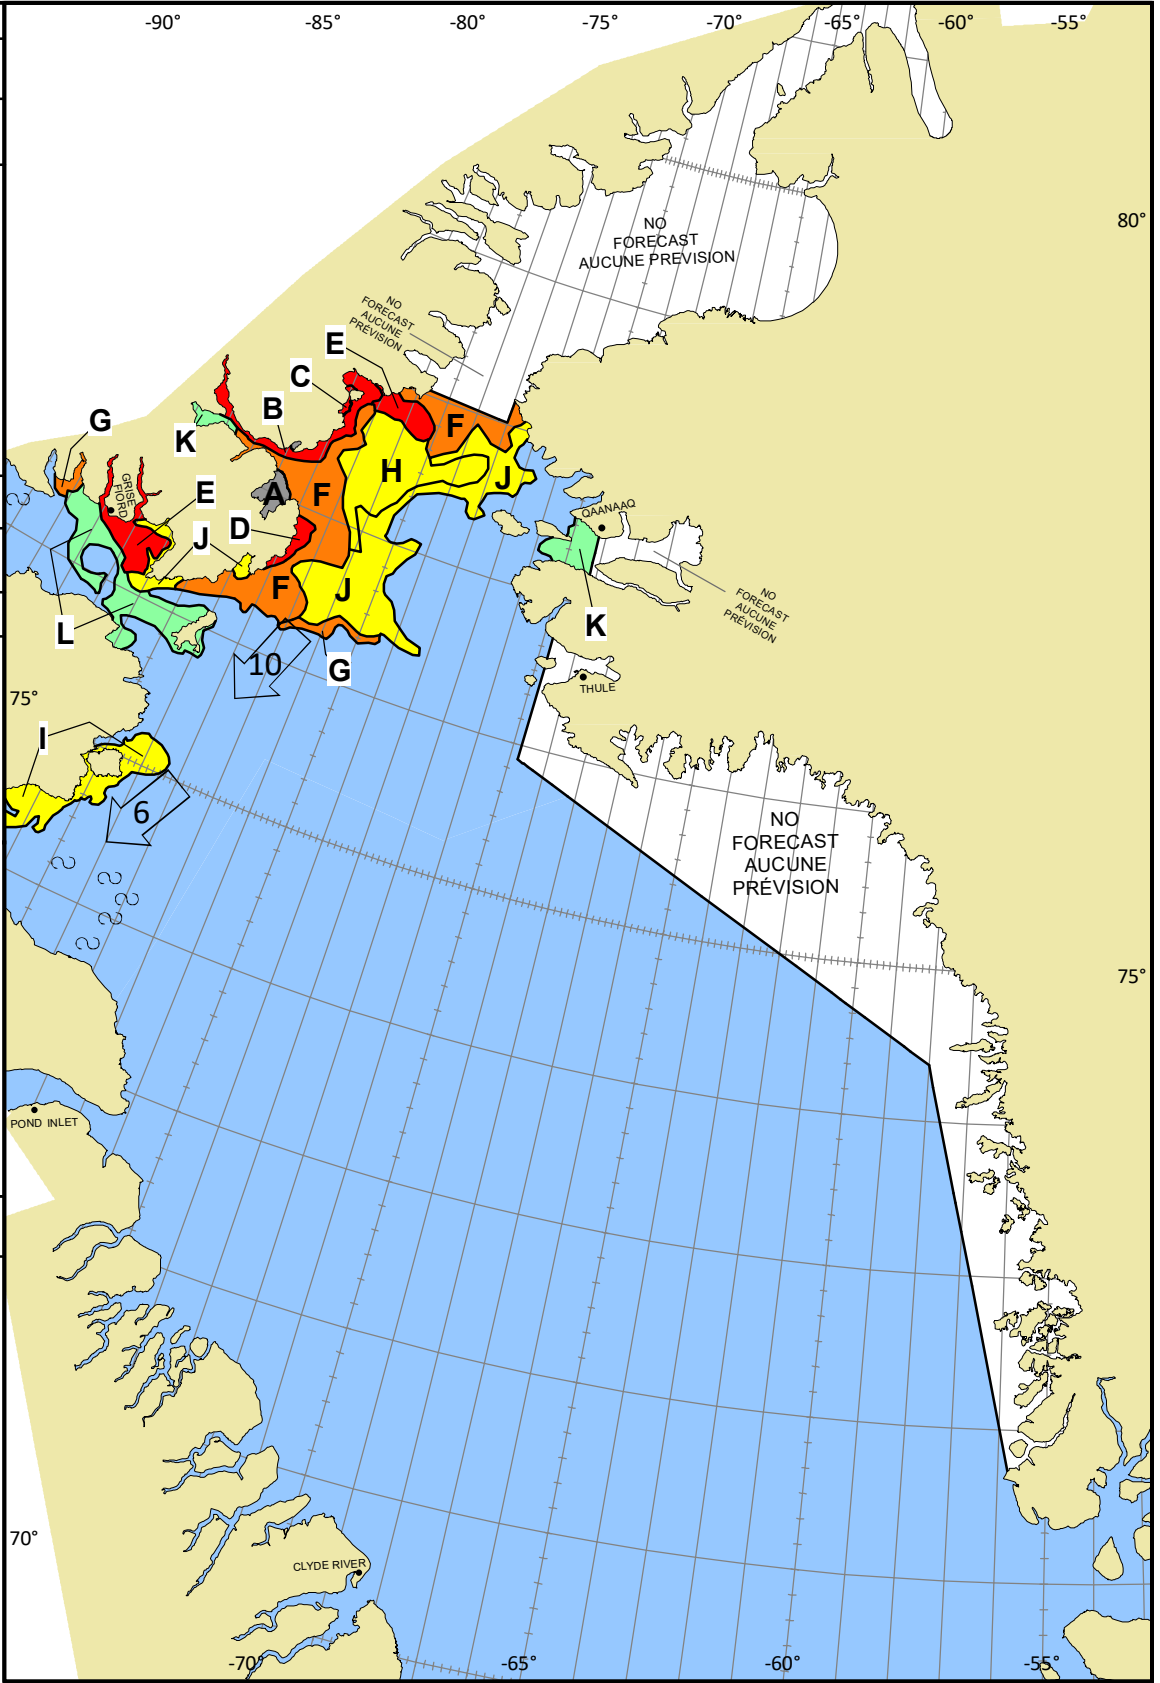 -90° -85° -80° -75° -70° -65° -60° -55°
80°
NO
FORECAST
AUCUNE PREVISION
NO
FORECAST
AUCUNE
PRÉVISION
E
C
B
G
K
F
GRISE
FIORD
E
A
F
H
J
D
J
QAANAAQ
F
J
K
NO
FORECAST
AUCUNE
PRÉVISION
L
10
G
THULE
75°
I
6
NO
FORECAST
AUCUNE
PRÉVISION
75°
POND INLET
70°
CLYDE RIVER
-70° -65° -60° -55°